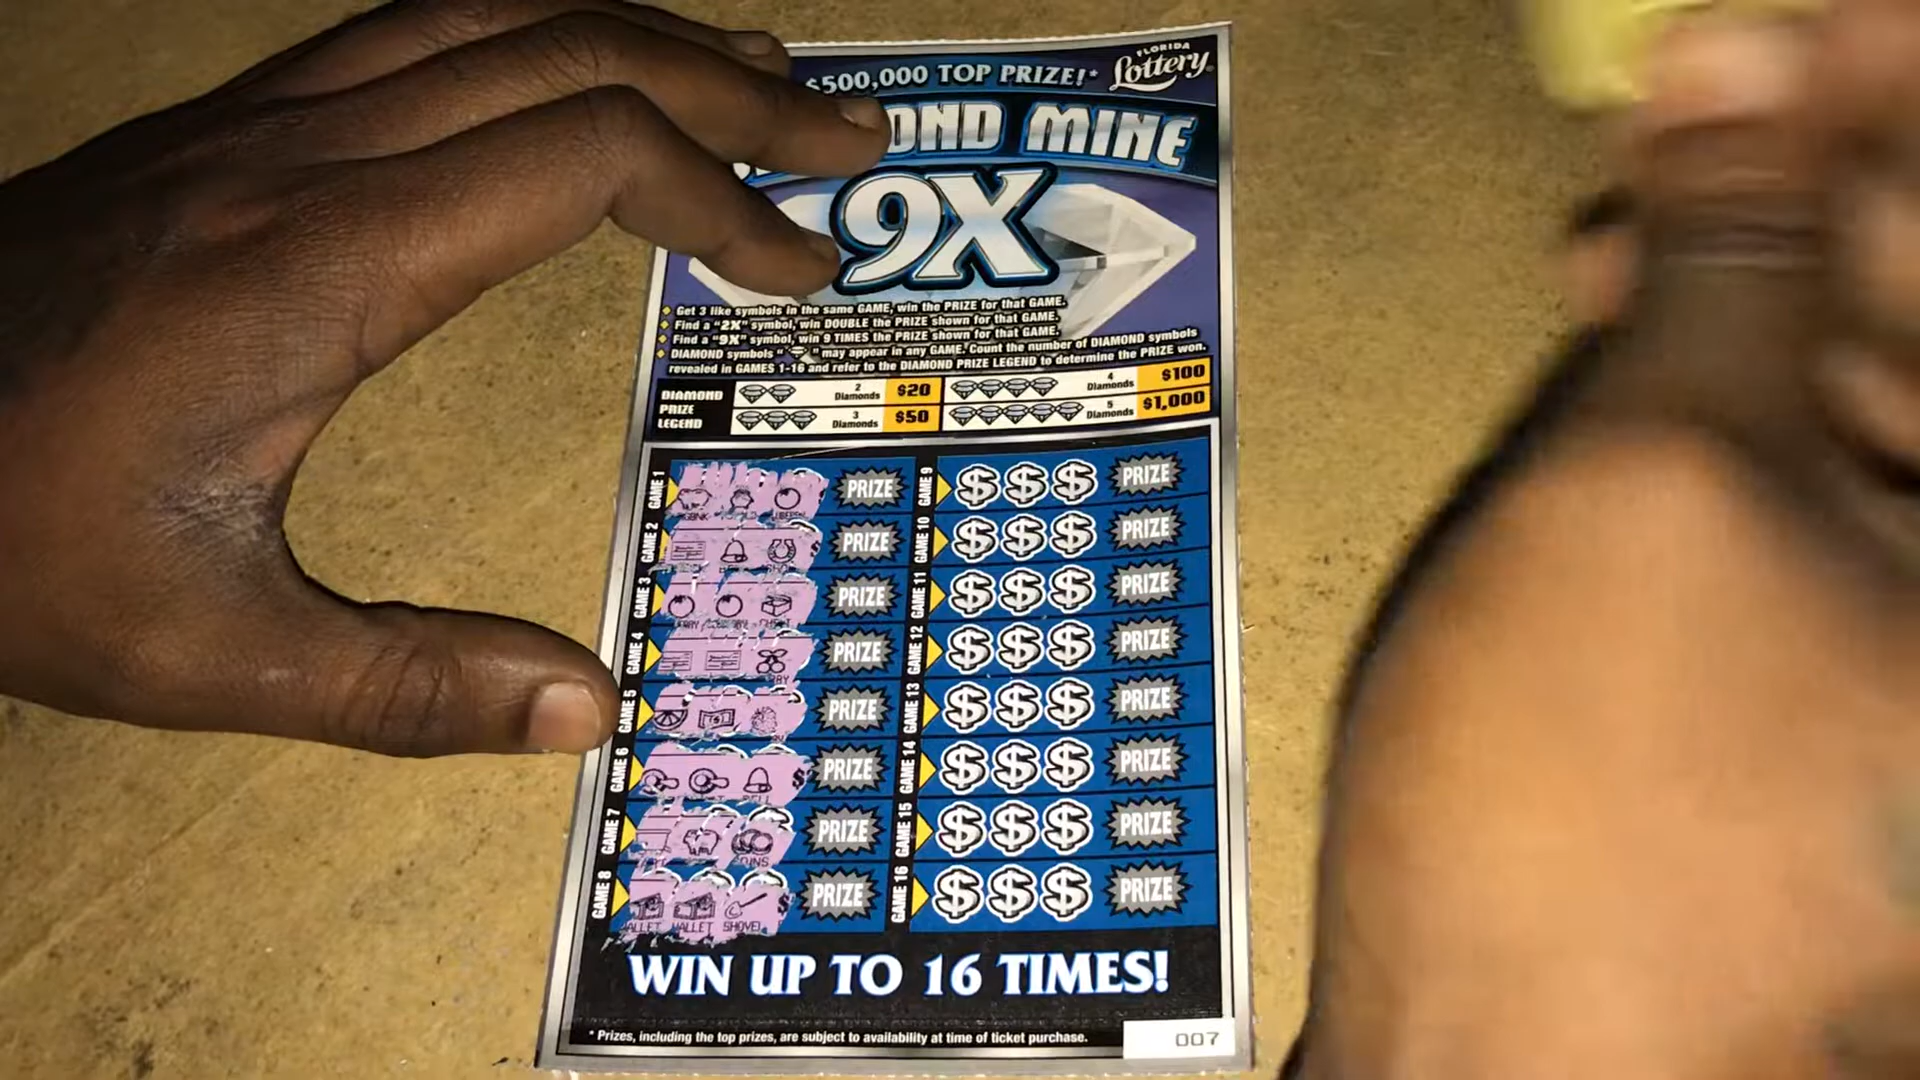 $500,000 TOP PRIZE!*
FLORIDA
Lottery
OND MINE
9X
Get 3 like symbols in the same GAME, win the PRIZE for that GAME.
Find a "2X" symbol, win DOUBLE the PRIZE shown for that GAME.
Find a "9X" symbol, win 9 TIMES the PRIZE shown for that GAME.
DIAMOND symbols " " may appear in any GAME. Count the number of DIAMOND symbols
revealed in GAMES 1-16 and refer to the DIAMOND PRIZE LEGEND to determine the PRIZE won.
DIAMOND
PRIZE
LEGEND
2
Diamonds
$20
3
Diamonds
$50
4
Diamonds
$100
5
Diamonds
$1,000
GAME 1
PRIZE
GAME 2
PRIZE
GAME 3
PRIZE
GAME 4
PRIZE
GAME 5
PRIZE
GAME 6
BELL
$
PRIZE
GAME 7
PRIZE
GAME 8
WALLET SHOVEL
$
PRIZE
GAME 9
$ $ $ PRIZE
GAME 10
$ $ $ PRIZE
GAME 11
$ $ $ PRIZE
GAME 12
$ $ $ PRIZE
GAME 13
$ $ $ PRIZE
GAME 14
$ $ $ PRIZE
GAME 15
$ $ $ PRIZE
GAME 16
$ $ $ PRIZE
WIN UP TO 16 TIMES!
* Prizes, including the top prizes, are subject to availability at time of ticket purchase.
007